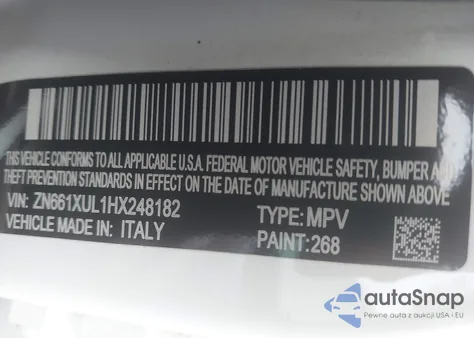 THIS VEHICLE CONFORMS TO ALL APPLICABLE U.S.A. FEDERAL MOTOR VEHICLE SAFETY, BUMPER AND
THEFT PREVENTION STANDARDS IN EFFECT ON THE DATE OF MANUFACTURE SHOWN ABOVE
VIN: ZN661XUL1HX248182 TYPE: MPV
VEHICLE MADE IN: ITALY PAINT: 268
autoSnap
Pewne auta z aukcji USA i EU